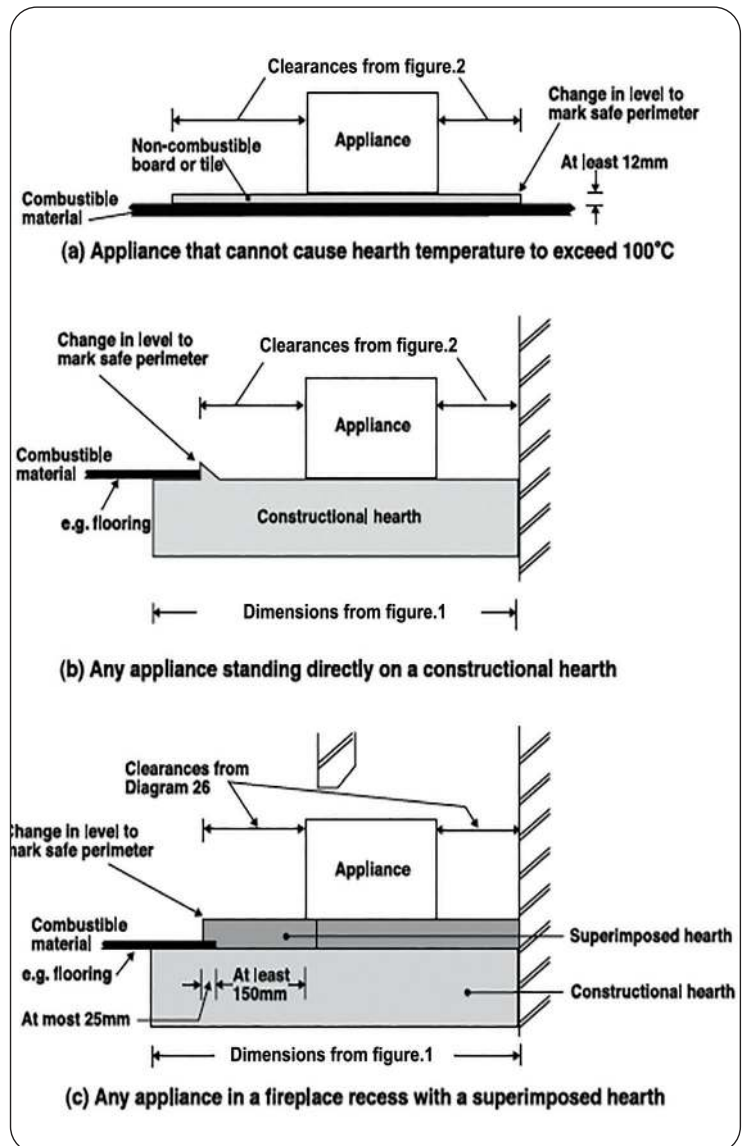 Clearances from figure.2
Change in level to
mark safe perimeter
Appliance
Non-combustible
board or tile
At least 12mm
Combustible
material
(a) Appliance that cannot cause hearth temperature to exceed 100°C
Change in level to
mark safe perimeter
Clearances from figure.2
Appliance
Combustible
material
e.g. flooring
Constructional hearth
Dimensions from figure.1
(b) Any appliance standing directly on a constructional hearth
Clearances from
Diagram 26
Change in level to
mark safe perimeter
Appliance
Combustible
material
e.g. flooring
Superimposed hearth
At least
150mm
At most 25mm
Constructional hearth
Dimensions from figure.1
(c) Any appliance in a fireplace recess with a superimposed hearth